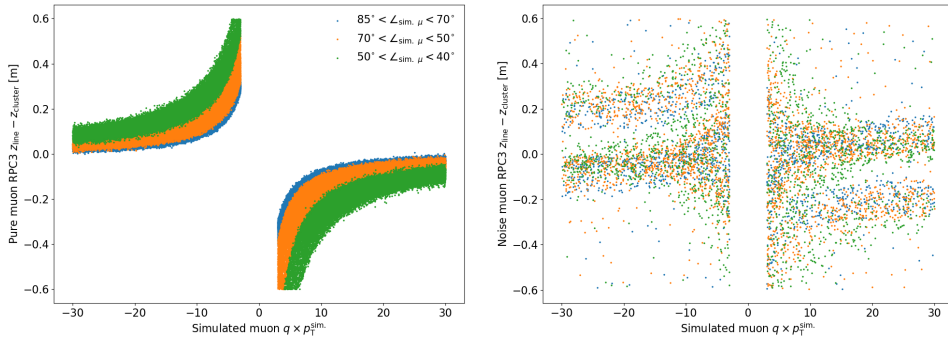 0.6
0.4
0.2
0.0
−0.2
−0.4
−0.6
Pure muon RPC3 z_line − z_cluster [m]
85° < ∠_sim. μ < 70°
70° < ∠_sim. μ < 50°
50° < ∠_sim. μ < 40°
−30 −20 −10 0 10 20 30
Simulated muon q × p_T^sim.
0.6
0.4
0.2
0.0
−0.2
−0.4
−0.6
Noise muon RPC3 z_line − z_cluster [m]
−30 −20 −10 0 10 20 30
Simulated muon q × p_T^sim.